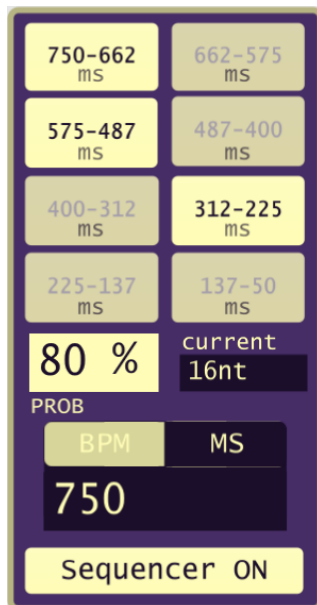 750-662 662-575
ms ms
575-487 487-400
ms ms
400-312 312-225
ms ms
225-137 137-50
ms ms
80 % current
16nt
PROB
BPM MS
750
Sequencer ON